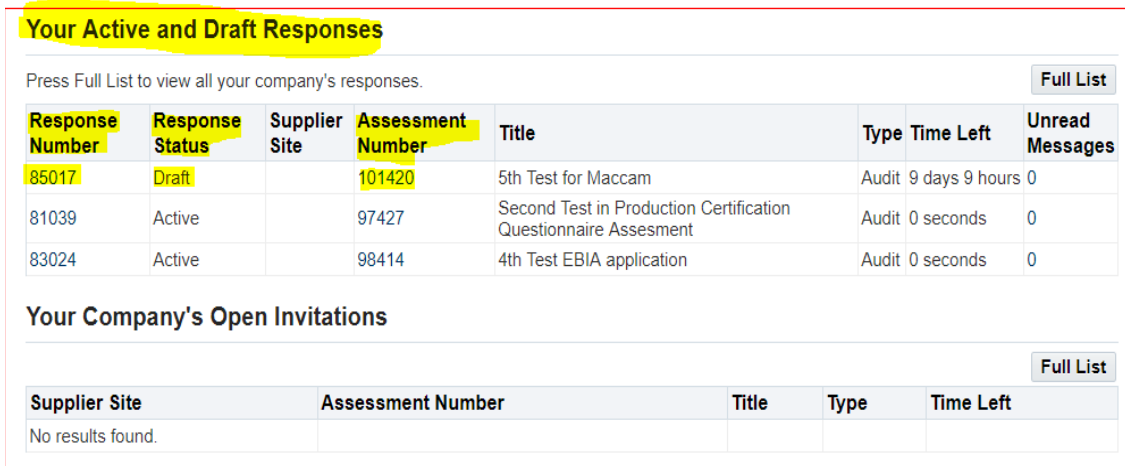 Your Active and Draft Responses
Press Full List to view all your company's responses.
Full List
Response Number Response Status Supplier Site Assessment Number Title Type Time Left Unread Messages
85017 Draft 101420 5th Test for Maccam Audit 9 days 9 hours 0
81039 Active 97427 Second Test in Production Certification Questionnaire Assesment Audit 0 seconds 0
83024 Active 98414 4th Test EBIA application Audit 0 seconds 0
Your Company's Open Invitations
Full List
Supplier Site Assessment Number Title Type Time Left
No results found.